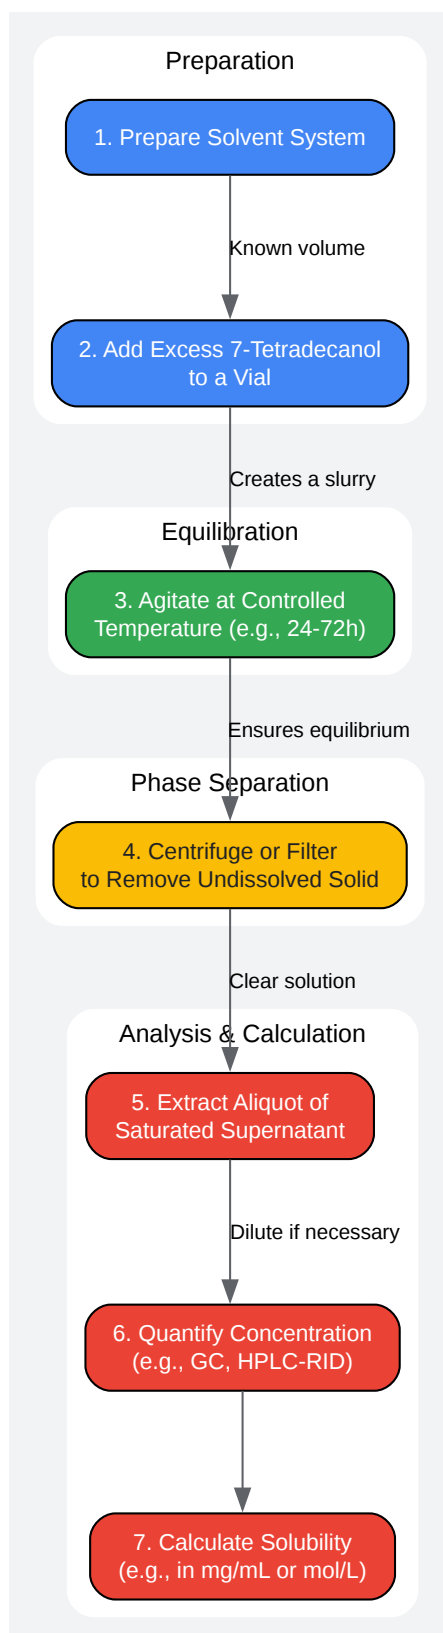 Preparation
1. Prepare Solvent System
Known volume
2. Add Excess 7-Tetradecanol
to a Vial
Creates a slurry
Equilibration
3. Agitate at Controlled
Temperature (e.g., 24-72h)
Ensures equilibrium
Phase Separation
4. Centrifuge or Filter
to Remove Undissolved Solid
Clear solution
Analysis & Calculation
5. Extract Aliquot of
Saturated Supernatant
Dilute if necessary
6. Quantify Concentration
(e.g., GC, HPLC-RID)
7. Calculate Solubility
(e.g., in mg/mL or mol/L)